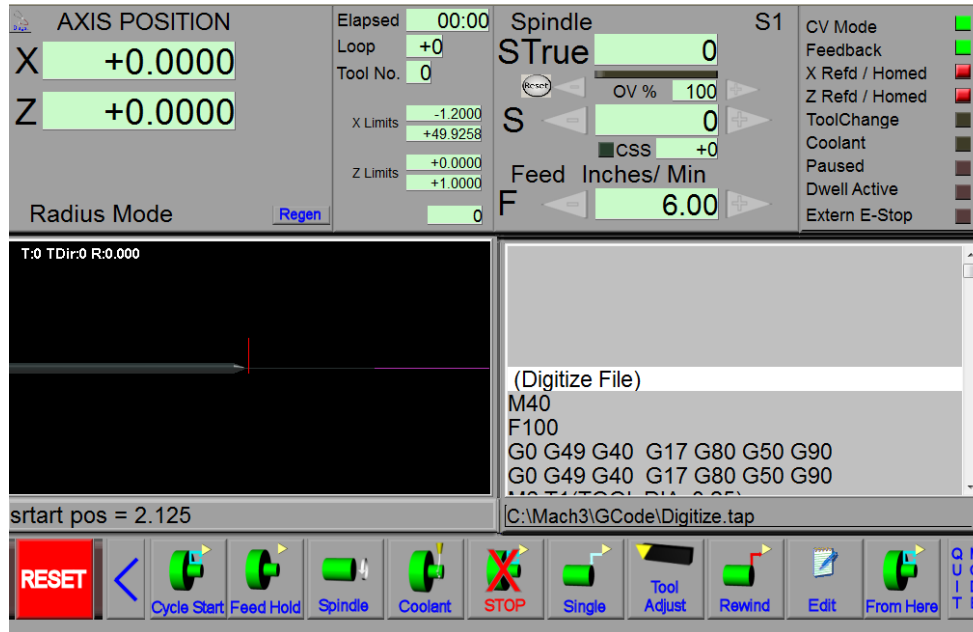 AXIS POSITION
X +0.0000
Z +0.0000
Radius Mode Regen
Elapsed 00:00
Loop +0
Tool No. 0
X Limits -1.2000
+49.9258
Z Limits +0.0000
+1.0000
0
Spindle S1
STrue 0
Reset OV % 100
S 0
CSS +0
Feed Inches/ Min
F 6.00
CV Mode
Feedback
X Refd / Homed
Z Refd / Homed
ToolChange
Coolant
Paused
Dwell Active
Extern E-Stop
T:0 TDir:0 R:0.000
(Digitize File)
M40
F100
G0 G49 G40 G17 G80 G50 G90
G0 G49 G40 G17 G80 G50 G90
srtart pos = 2.125
C:\Mach3\GCode\Digitize.tap
RESET
Cycle Start
Feed Hold
Spindle
Coolant
STOP
Single
Tool
Adjust
Rewind
Edit
From Here
QUIT